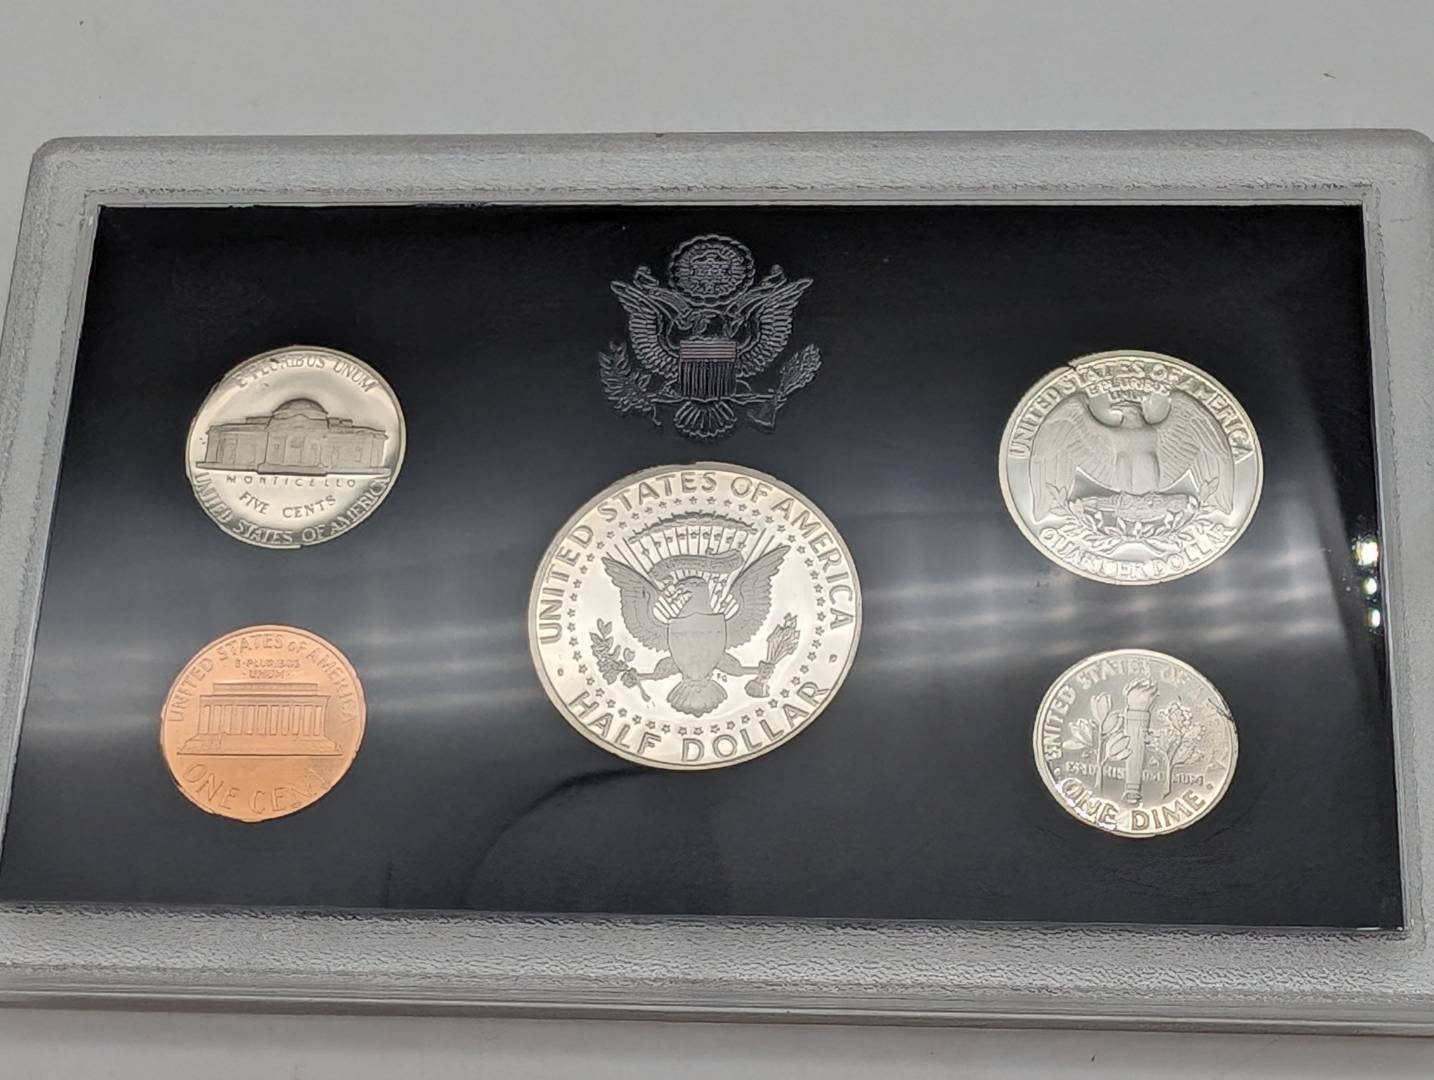 E·PLURIBUS UNUM
MONTICELLO
FIVE CENTS
UNITED STATES OF AMERICA
UNITED STATES OF AMERICA
E·PLURIBUS
·UNUM·
ONE CENT
UNITED STATES OF AMERICA
HALF DOLLAR
UNITED STATES OF AMERICA
E PLURIBUS
UNUM
QUARTER DOLLAR
UNITED STATES OF AMERICA
E PLURIBUS UNUM
· ONE DIME ·